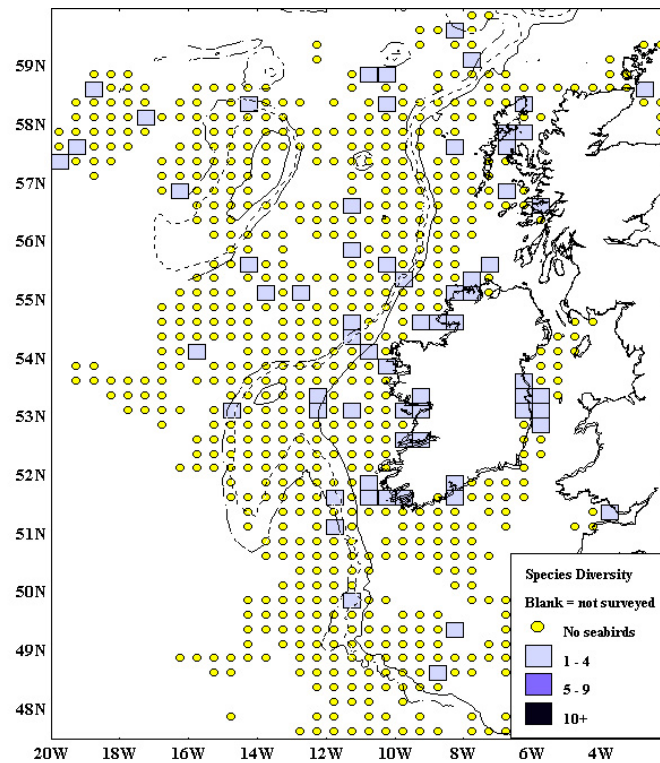 59N
58N
57N
56N
55N
54N
53N
52N
51N
50N
49N
48N
Species Diversity
Blank = not surveyed
No seabirds
1 - 4
5 - 9
10+
20W 18W 16W 14W 12W 10W 8W 6W 4W